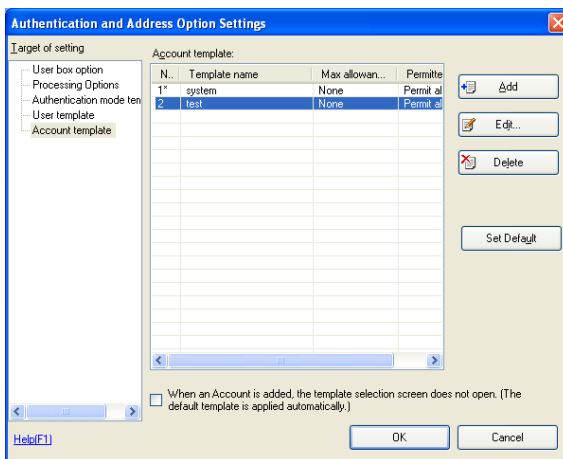 Authentication and Address Option Settings
Target of setting
User box option
Processing Options
Authentication mode ten
User template
Account template
Account template:
N.. Template name Max allowan... Permitte
1* system None Permit al
2 test None Permit al
Add
Edit...
Delete
Set Default
When an Account is added, the template selection screen does not open. (The
default template is applied automatically.)
Help(F1)
OK
Cancel